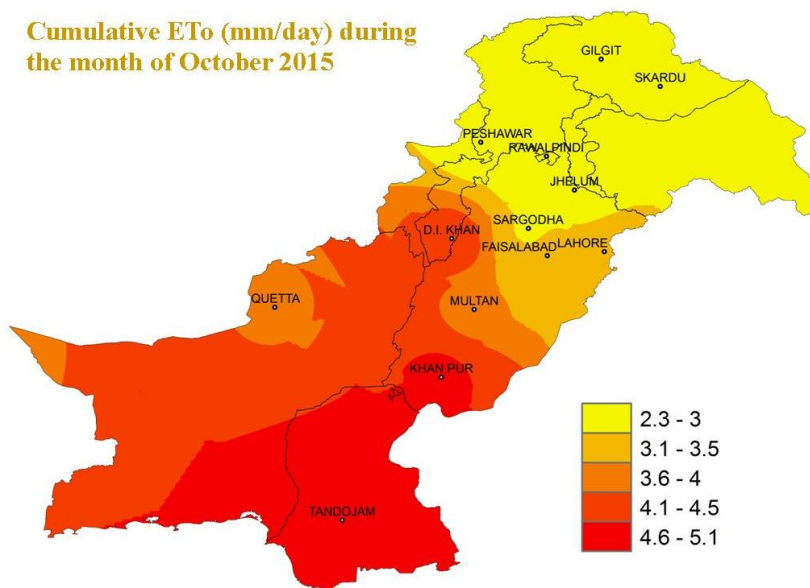 Cumulative ETo (mm/day) during
the month of October 2015
GILGIT
SKARDU
PESHAWAR
RAWALPINDI
JHELUM
SARGODHA
D.I. KHAN
FAISALABAD
LAHORE
QUETTA
MULTAN
KHAN PUR
TANDOJAM
2.3 - 3
3.1 - 3.5
3.6 - 4
4.1 - 4.5
4.6 - 5.1